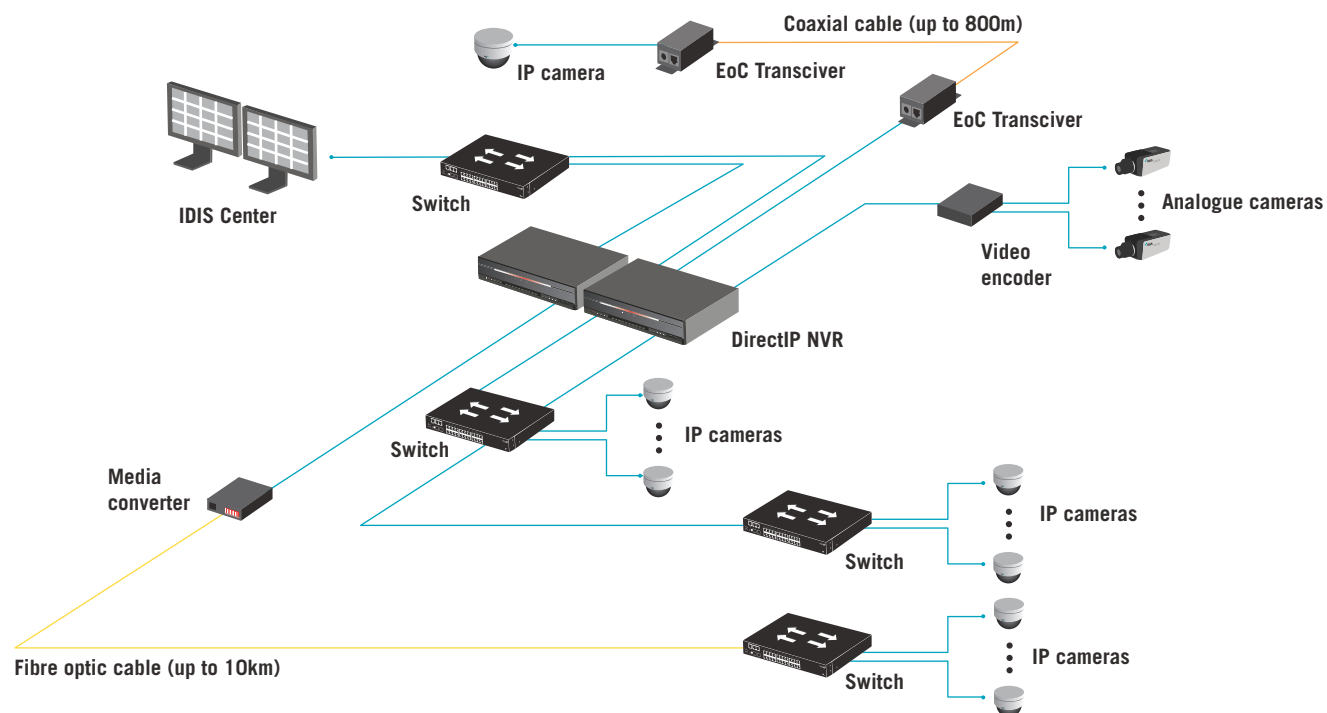 Coaxial cable (up to 800m)
IP camera
EoC Transciver
EoC Transciver
IDIS Center
Switch
Analogue cameras
Video
encoder
DirectIP NVR
Switch
IP cameras
Media
converter
IP cameras
Switch
IP cameras
Switch
Fibre optic cable (up to 10km)